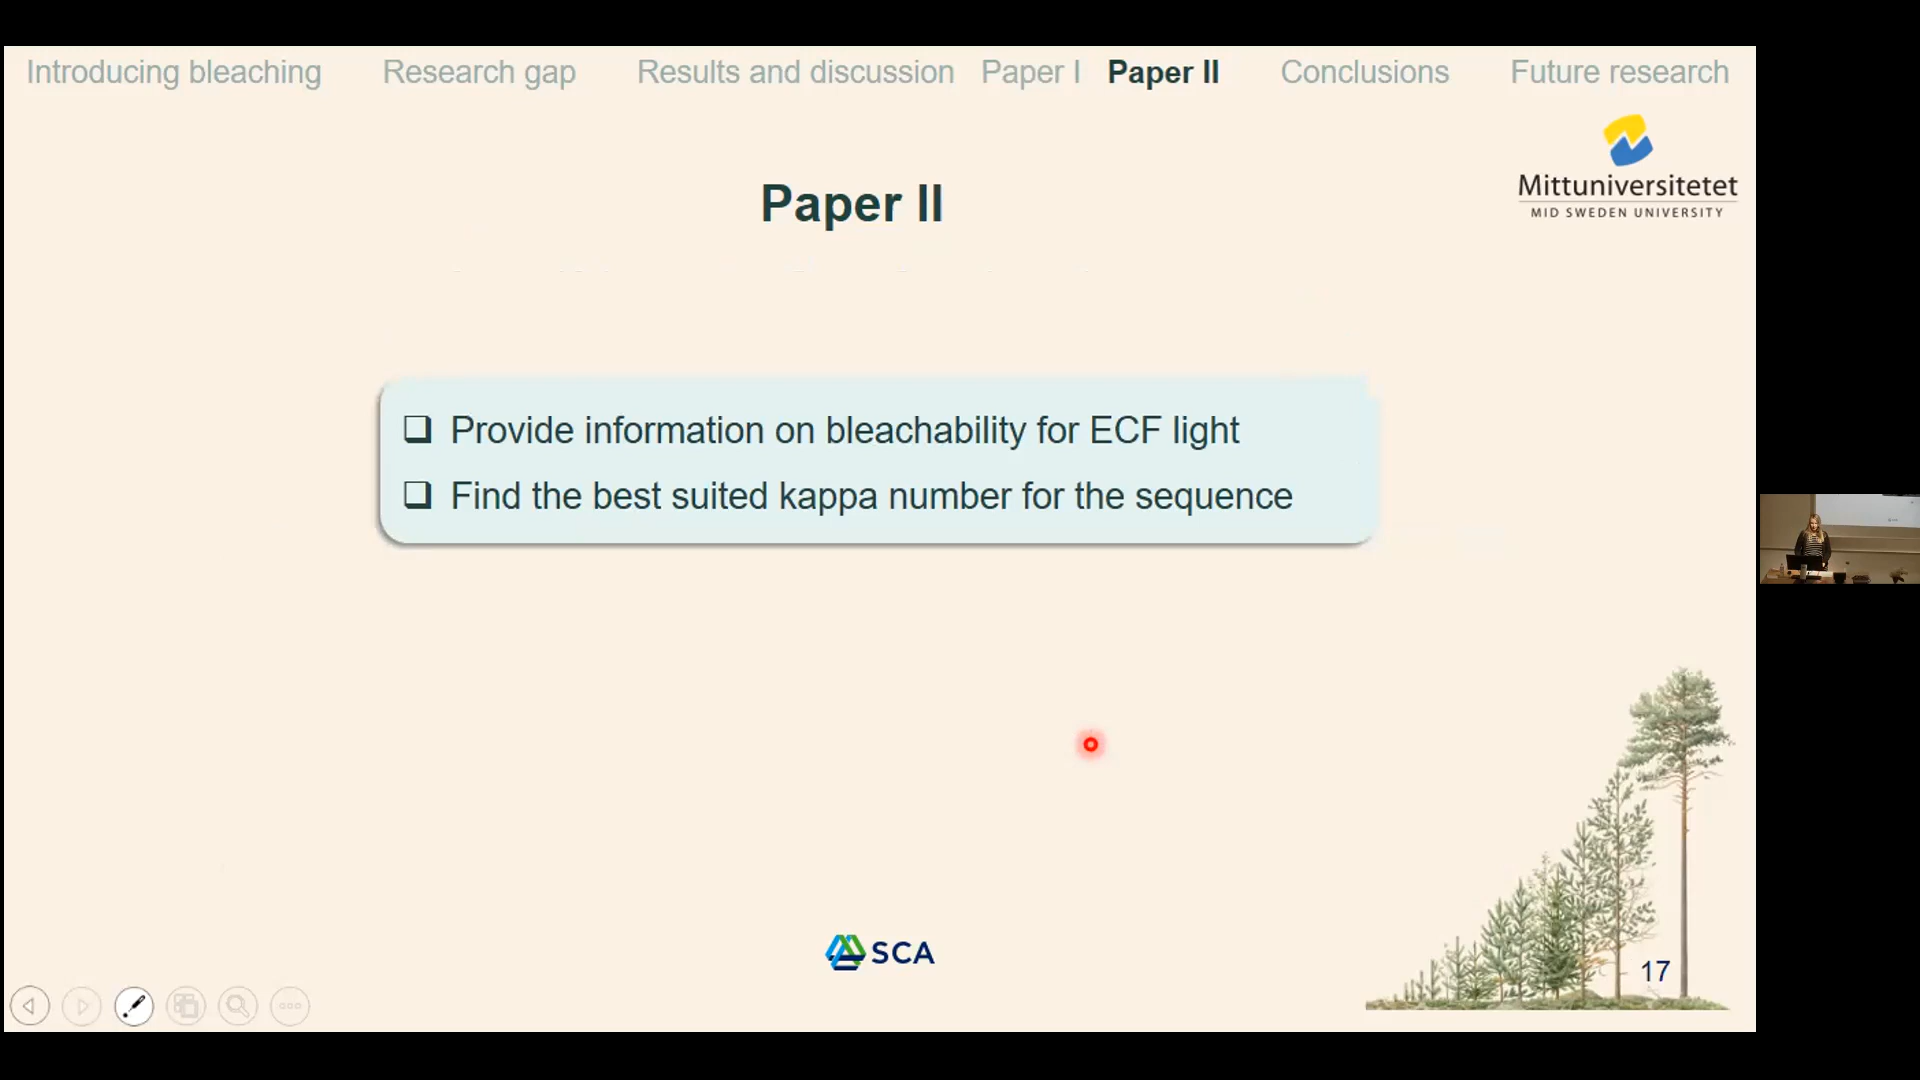 Introducing bleaching Research gap Results and discussion Paper I Paper II Conclusions Future research
Mittuniversitetet
MID SWEDEN UNIVERSITY
Paper II
❑ Provide information on bleachability for ECF light
❑ Find the best suited kappa number for the sequence
SCA
17